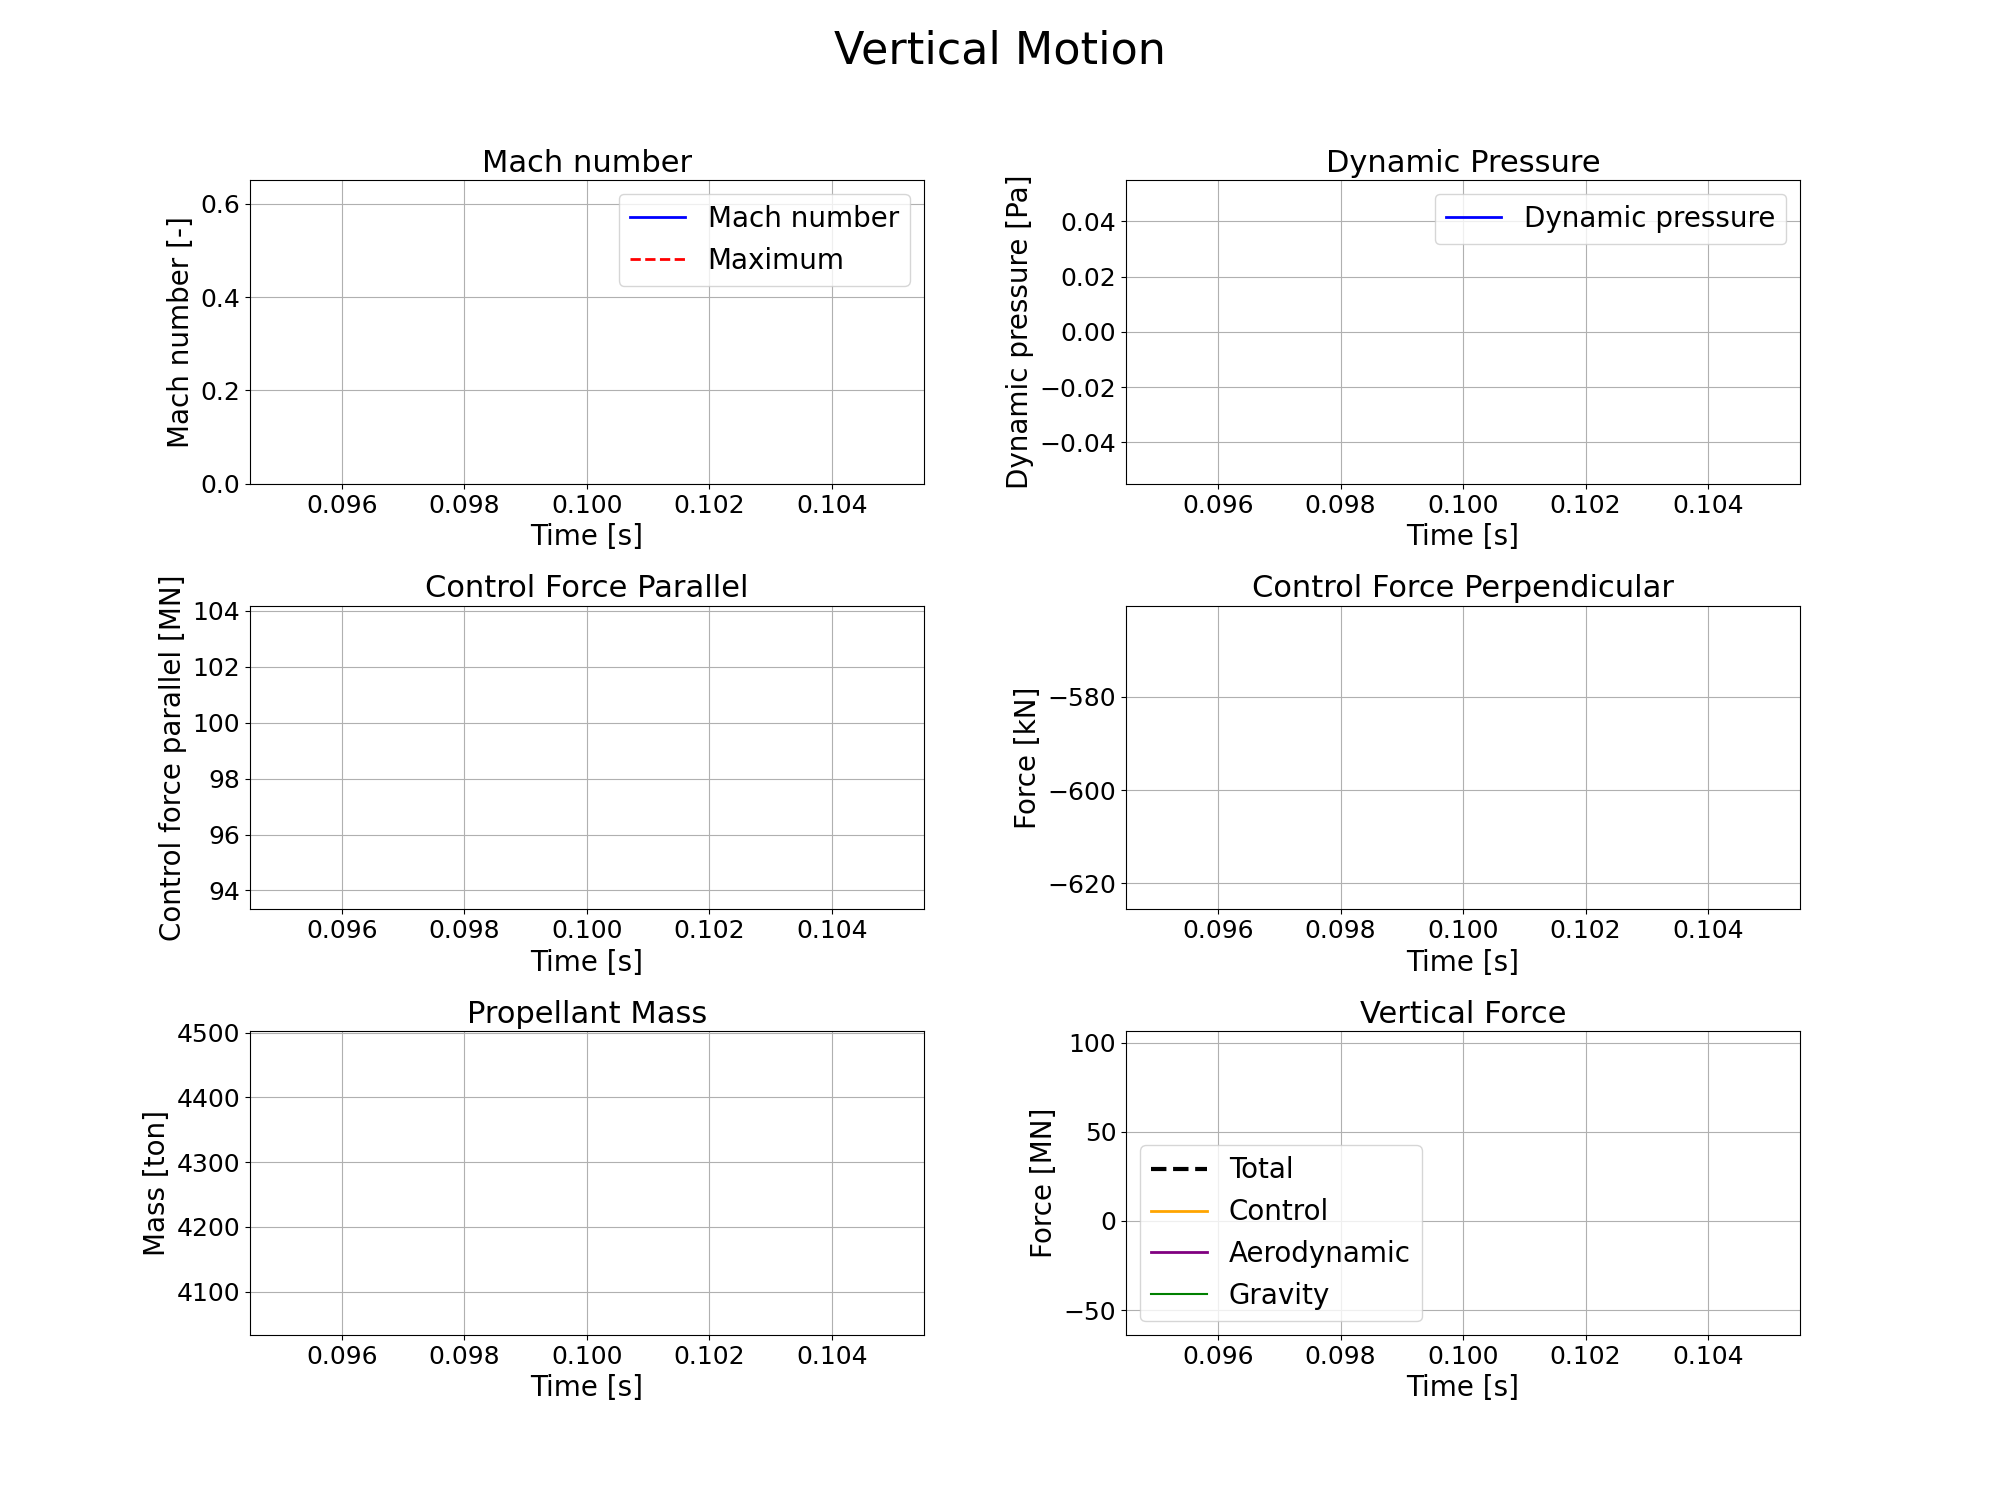 Vertical Motion
Mach number
Mach number [-]
0.6
0.4
0.2
0.0
Mach number
Maximum
0.096 0.098 0.100 0.102 0.104
Time [s]
Dynamic Pressure
Dynamic pressure [Pa]
0.04
0.02
0.00
−0.02
−0.04
Dynamic pressure
0.096 0.098 0.100 0.102 0.104
Time [s]
Control Force Parallel
Control force parallel [MN]
104
102
100
98
96
94
0.096 0.098 0.100 0.102 0.104
Time [s]
Control Force Perpendicular
Force [kN]
−580
−600
−620
0.096 0.098 0.100 0.102 0.104
Time [s]
Propellant Mass
Mass [ton]
4500
4400
4300
4200
4100
0.096 0.098 0.100 0.102 0.104
Time [s]
Vertical Force
Force [MN]
100
50
0
−50
Total
Control
Aerodynamic
Gravity
0.096 0.098 0.100 0.102 0.104
Time [s]